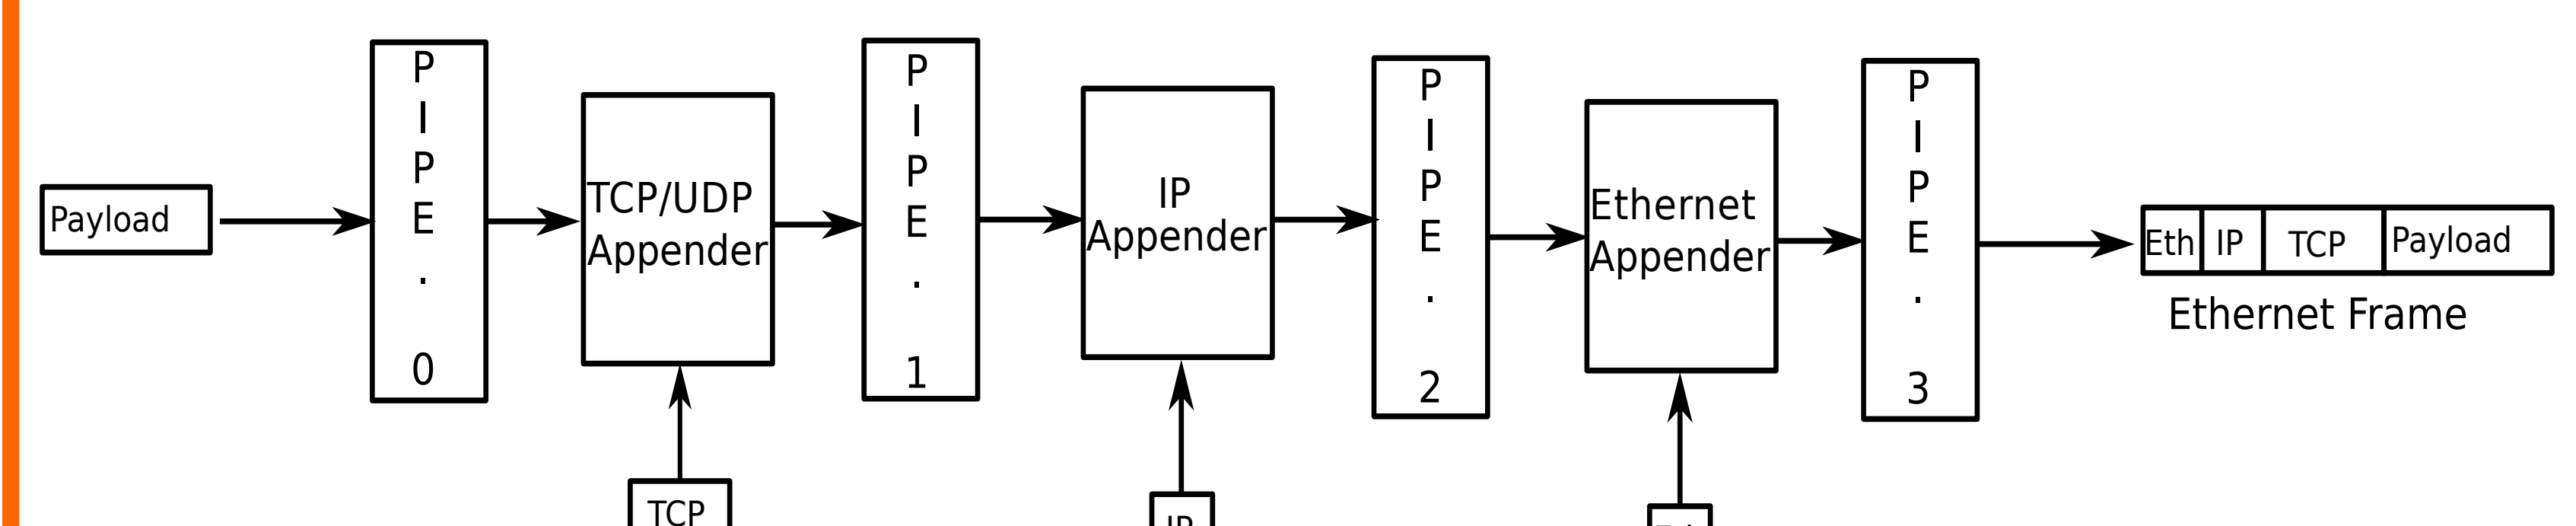 Payload
P
I
P
E
.
0
TCP/UDP
Appender
P
I
P
E
.
1
IP
Appender
P
I
P
E
.
2
Ethernet
Appender
P
I
P
E
.
3
Eth IP TCP Payload
Ethernet Frame
TCP
IP